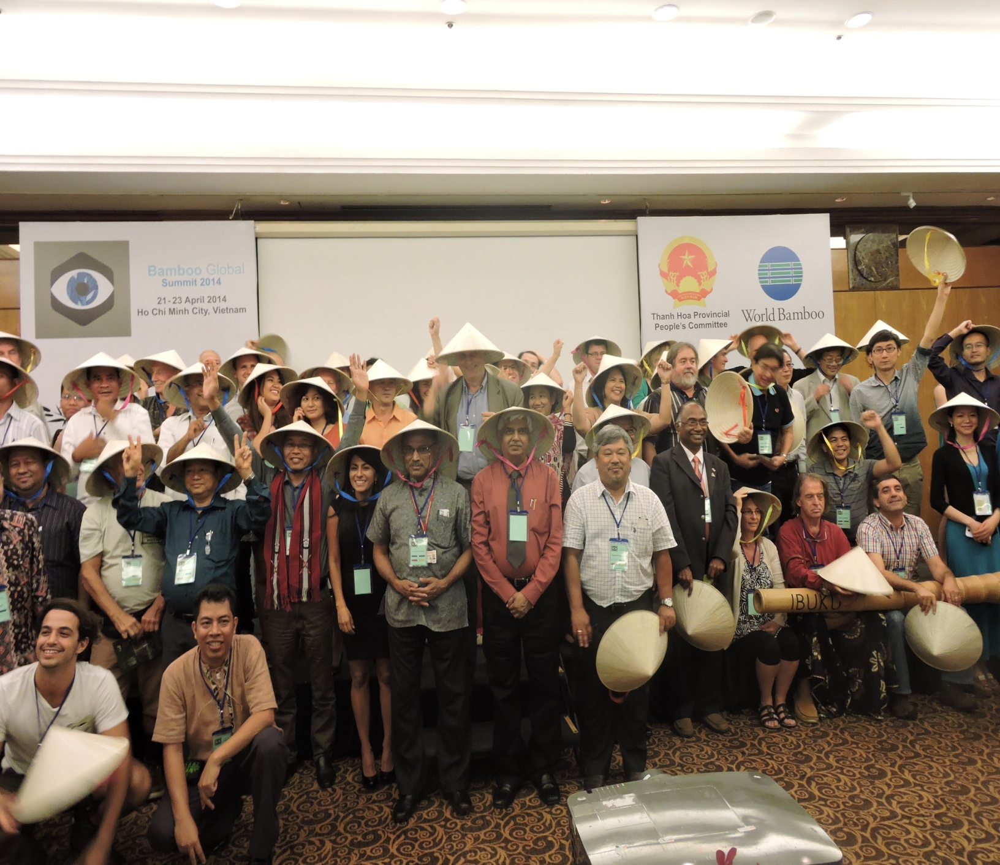 Bamboo Global
Summit 2014
21 - 23 April 2014
Ho Chi Minh City, Vietnam
Thanh Hoa Provincial
People's Committee
World Bamboo
IBUKU